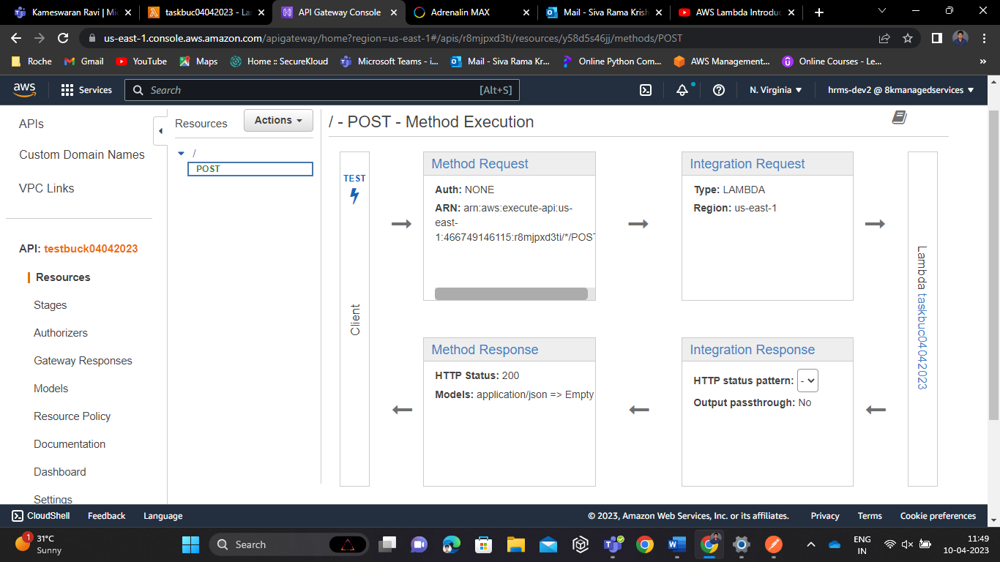 Kameswaran Ravi | Mi
taskbuc04042023 - La
API Gateway Console
Adrenalin MAX
Mail - Siva Rama Krish
AWS Lambda Introduc
us-east-1.console.aws.amazon.com/apigateway/home?region=us-east-1#/apis/r8mjpxd3ti/resources/y58d5s46jj/methods/POST
Roche
Gmail
YouTube
Maps
Home :: SecureKloud
Microsoft Teams - i...
Mail - Siva Rama Kr...
Online Python Com...
AWS Management...
Online Courses - Le...
»
aws
Services
Search
[Alt+S]
N. Virginia
hrms-dev2 @ 8kmanagedservices
APIs
Custom Domain Names
VPC Links
API: testbuck04042023
Resources
Stages
Authorizers
Gateway Responses
Models
Resource Policy
Documentation
Dashboard
Settings
Resources
Actions
/
POST
/ - POST - Method Execution
TEST
Client
Method Request
Auth: NONE
ARN: arn:aws:execute-api:us-
east-
1:466749146115:r8mjpxd3ti/*/POST
Integration Request
Type: LAMBDA
Region: us-east-1
Lambda taskbuc04042023
Method Response
HTTP Status: 200
Models: application/json => Empty
Integration Response
HTTP status pattern: -
Output passthrough: No
CloudShell
Feedback
Language
© 2023, Amazon Web Services, Inc. or its affiliates.
Privacy
Terms
Cookie preferences
1
31°C
Sunny
Search
ENG
IN
11:49
10-04-2023